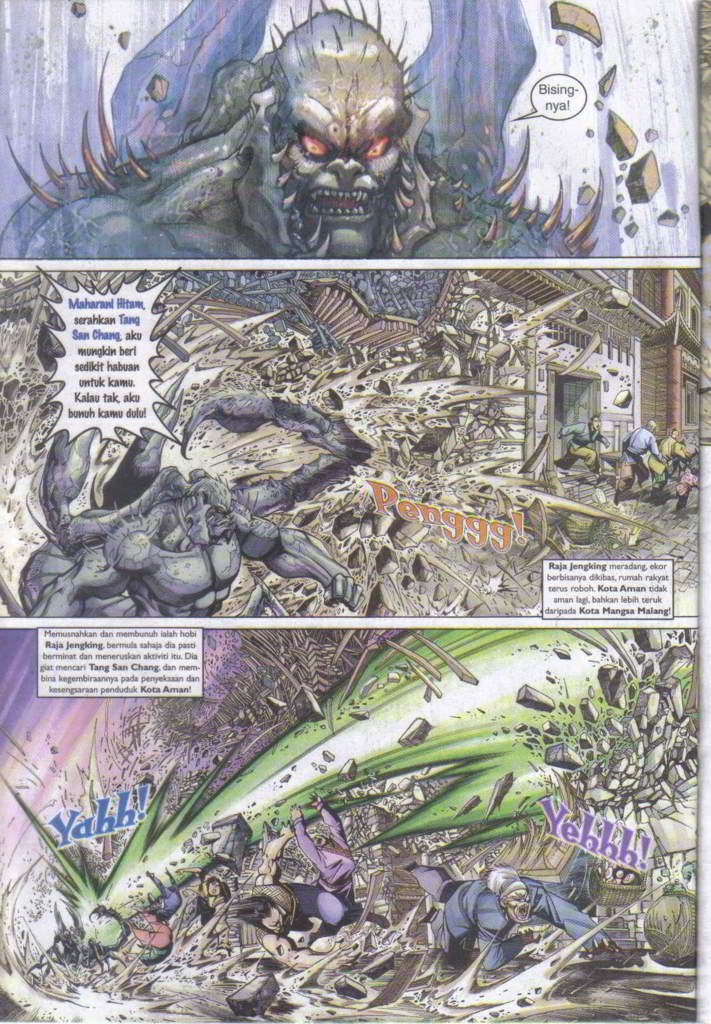 Bising-
nya!
Maharani Hitam,
serahkan Tang
San Chang, aku
mungkin beri
sedikit habuan
untuk kamu.
Kalau tak, aku
bunuh kamu dulu!
Penggg!
Raja Jengking meradang, ekor
berbisanya dikibas, rumah rakyat
terus roboh. Kota Aman tidak
aman lagi, bahkan lebih teruk
daripada Kota Mangsa Malang!
Memusnahkan dan membunuh ialah hobi
Raja Jengking, bermula sahaja dia pasti
berminat dan meneruskan aktiviti itu. Dia
giat mencari Tang San Chang, dan mem-
bina kegembiraannya pada penyeksaan dan
kesengsaraan penduduk Kota Aman!
Yahh!
Yehhh!